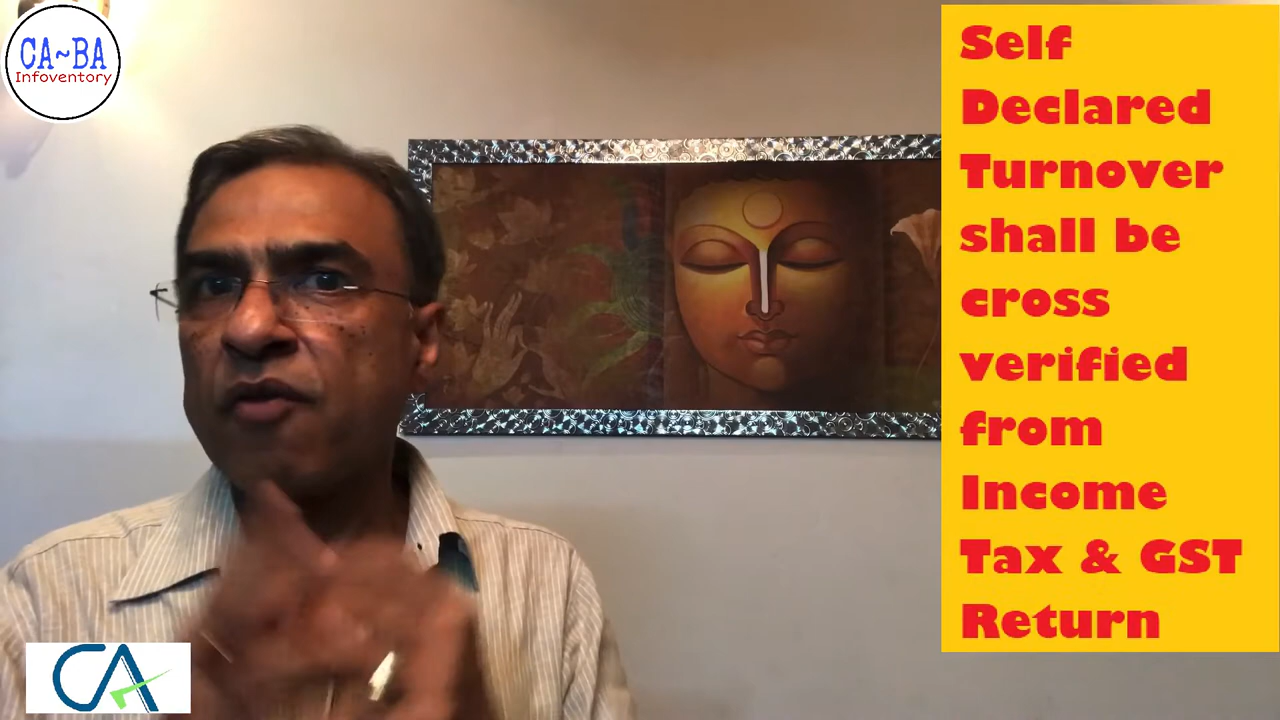 CA~BA
Infoventory
Self
Declared
Turnover
shall be
cross
verified
from
Income
Tax & GST
Return
CA